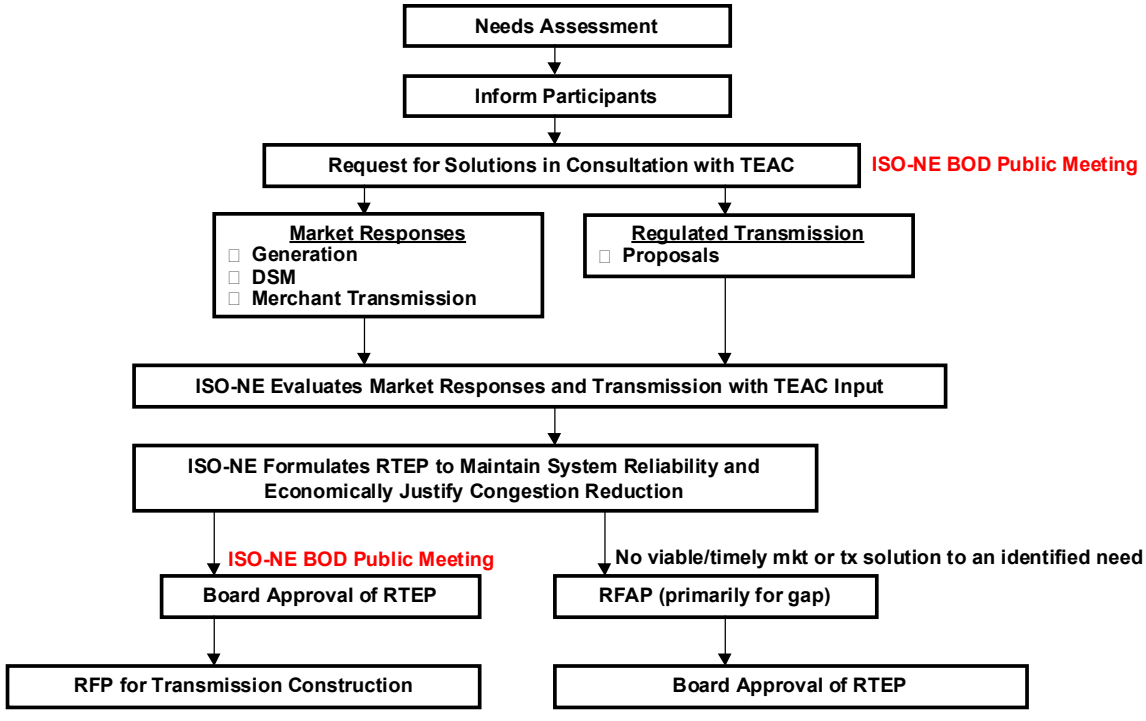 Needs Assessment
Inform Participants
Request for Solutions in Consultation with TEAC
ISO-NE BOD Public Meeting
Market Responses
□ Generation
□ DSM
□ Merchant Transmission
Regulated Transmission
□ Proposals
ISO-NE Evaluates Market Responses and Transmission with TEAC Input
ISO-NE Formulates RTEP to Maintain System Reliability and
Economically Justify Congestion Reduction
ISO-NE BOD Public Meeting
No viable/timely mkt or tx solution to an identified need
Board Approval of RTEP
RFAP (primarily for gap)
RFP for Transmission Construction
Board Approval of RTEP